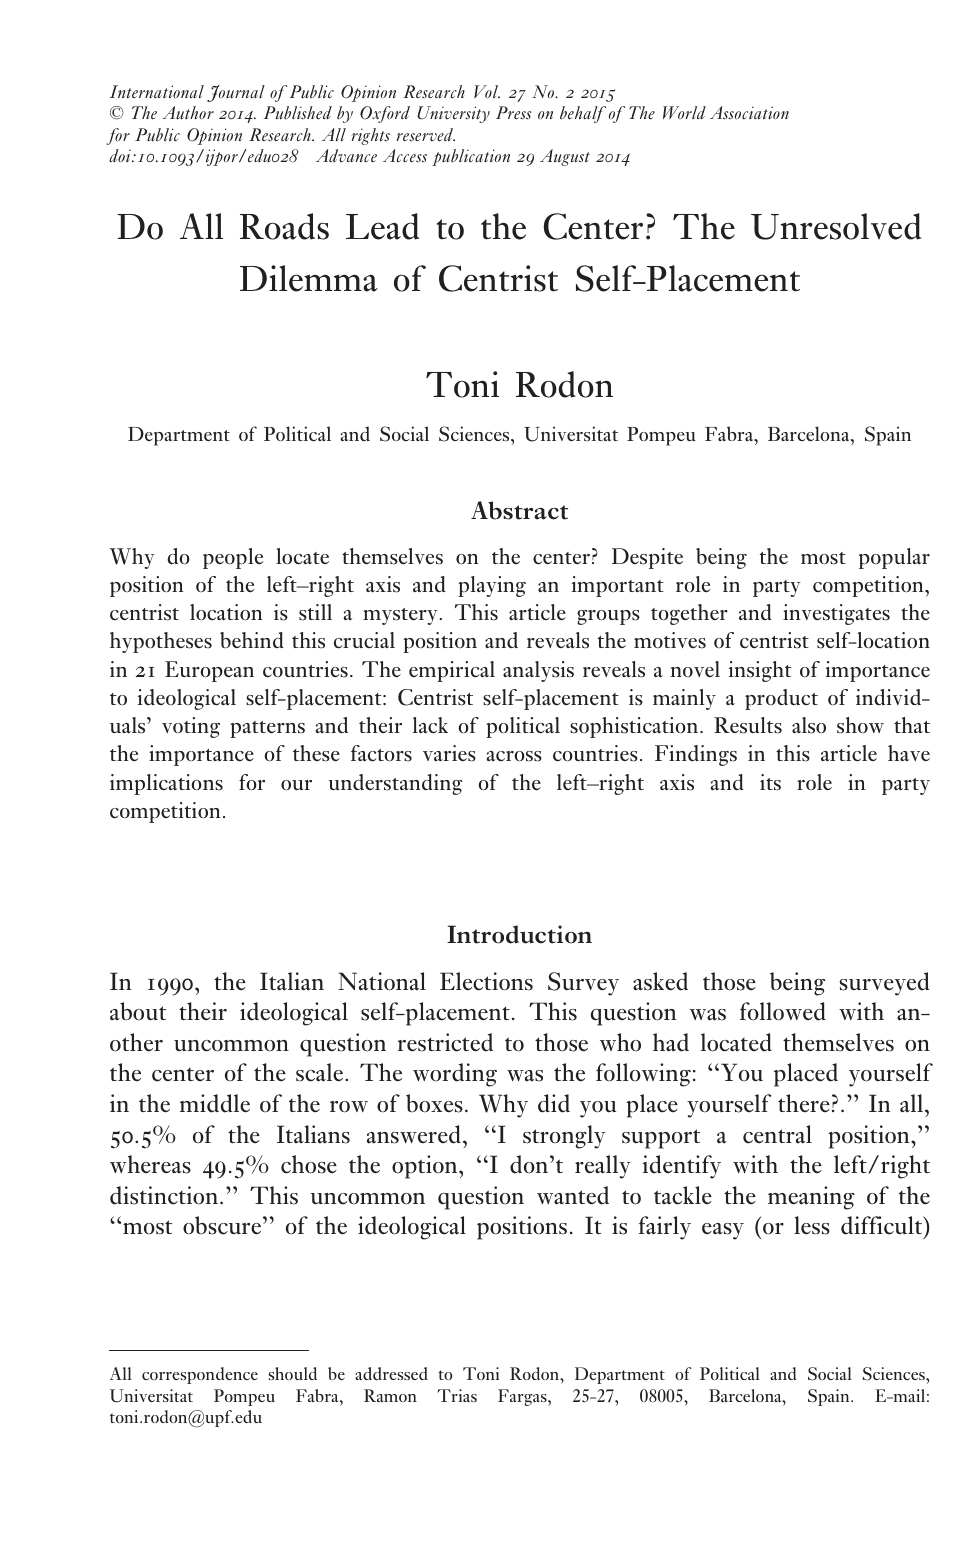 International Journal of Public Opinion Research Vol. 27 No. 2 2015
© The Author 2014. Published by Oxford University Press on behalf of The World Association
for Public Opinion Research. All rights reserved.
doi:10.1093/ijpor/edu028 Advance Access publication 29 August 2014
Do All Roads Lead to the Center? The Unresolved
Dilemma of Centrist Self-Placement
Toni Rodon
Department of Political and Social Sciences, Universitat Pompeu Fabra, Barcelona, Spain
Abstract
Why do people locate themselves on the center? Despite being the most popular
position of the left–right axis and playing an important role in party competition,
centrist location is still a mystery. This article groups together and investigates the
hypotheses behind this crucial position and reveals the motives of centrist self-location
in 21 European countries. The empirical analysis reveals a novel insight of importance
to ideological self-placement: Centrist self-placement is mainly a product of individ-
uals’ voting patterns and their lack of political sophistication. Results also show that
the importance of these factors varies across countries. Findings in this article have
implications for our understanding of the left–right axis and its role in party
competition.
Introduction
In 1990, the Italian National Elections Survey asked those being surveyed
about their ideological self-placement. This question was followed with an-
other uncommon question restricted to those who had located themselves on
the center of the scale. The wording was the following: ‘‘You placed yourself
in the middle of the row of boxes. Why did you place yourself there?.’’ In all,
50.5% of the Italians answered, ‘‘I strongly support a central position,’’
whereas 49.5% chose the option, ‘‘I don’t really identify with the left/right
distinction.’’ This uncommon question wanted to tackle the meaning of the
‘‘most obscure’’ of the ideological positions. It is fairly easy (or less difficult)
All correspondence should be addressed to Toni Rodon, Department of Political and Social Sciences,
Universitat Pompeu Fabra, Ramon Trias Fargas, 25-27, 08005, Barcelona, Spain. E-mail:
toni.rodon@upf.edu